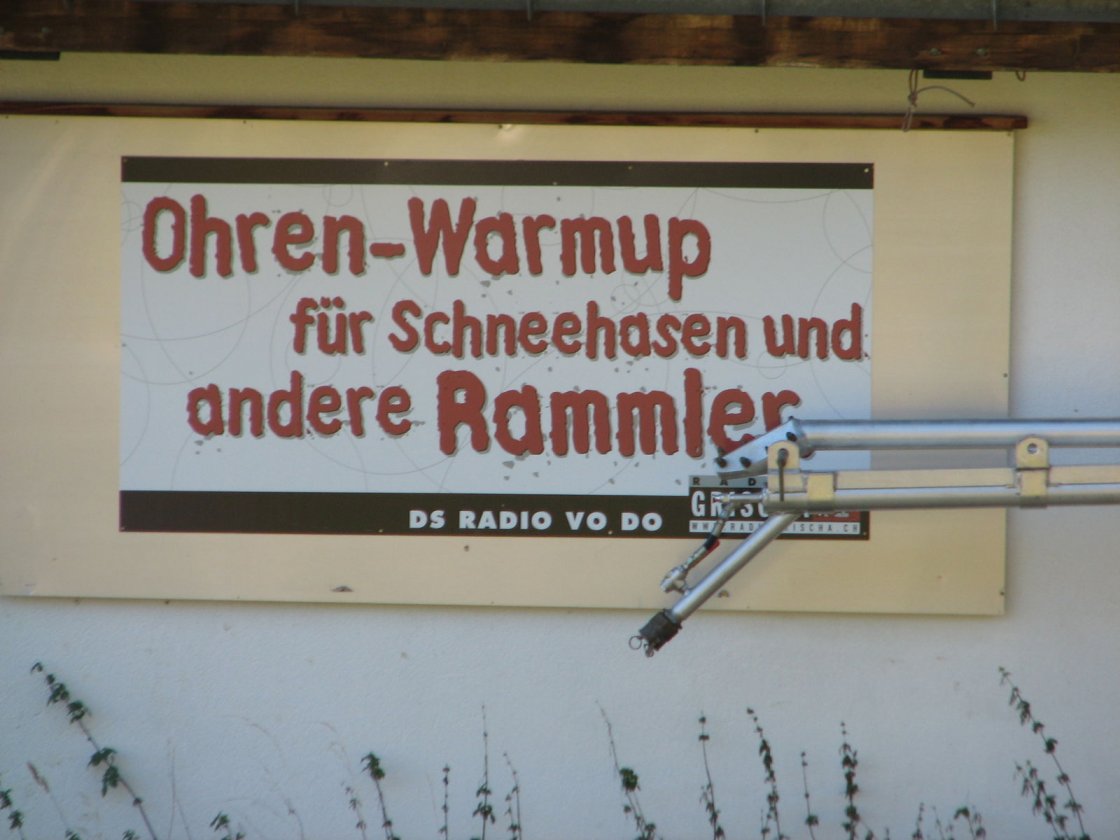 Ohren-Warmup
für Schneehasen und
andere Rammler
DS RADIO VO DO